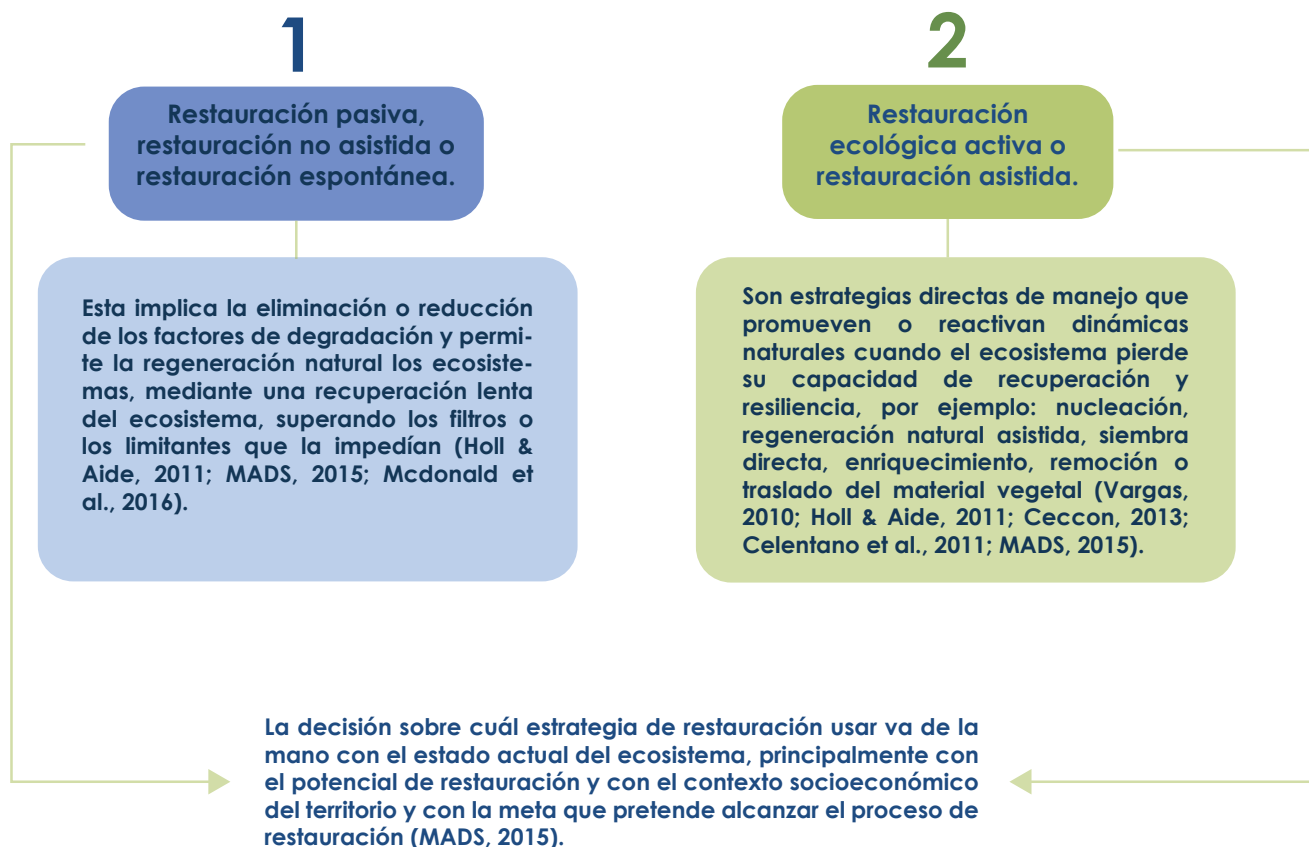 1
Restauración pasiva,
restauración no asistida o
restauración espontánea.
Esta implica la eliminación o reducción
de los factores de degradación y permi-
te la regeneración natural los ecosiste-
mas, mediante una recuperación lenta
del ecosistema, superando los filtros o
los limitantes que la impedían (Holl &
Aide, 2011; MADS, 2015; Mcdonald et
al., 2016).
2
Restauración
ecológica activa o
restauración asistida.
Son estrategias directas de manejo que
promueven o reactivan dinámicas
naturales cuando el ecosistema pierde
su capacidad de recuperación y
resiliencia, por ejemplo: nucleación,
regeneración natural asistida, siembra
directa, enriquecimiento, remoción o
traslado del material vegetal (Vargas,
2010; Holl & Aide, 2011; Ceccon, 2013;
Celentano et al., 2011; MADS, 2015).
La decisión sobre cuál estrategia de restauración usar va de la
mano con el estado actual del ecosistema, principalmente con
el potencial de restauración y con el contexto socioeconómico
del territorio y con la meta que pretende alcanzar el proceso de
restauración (MADS, 2015).